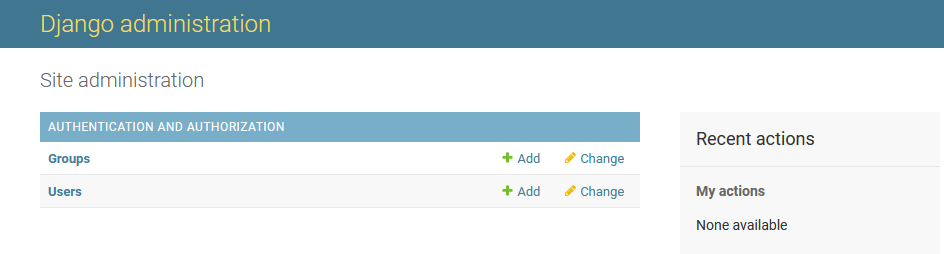 Django administration
Site administration
AUTHENTICATION AND AUTHORIZATION
Groups Add Change
Users Add Change
Recent actions
My actions
None available